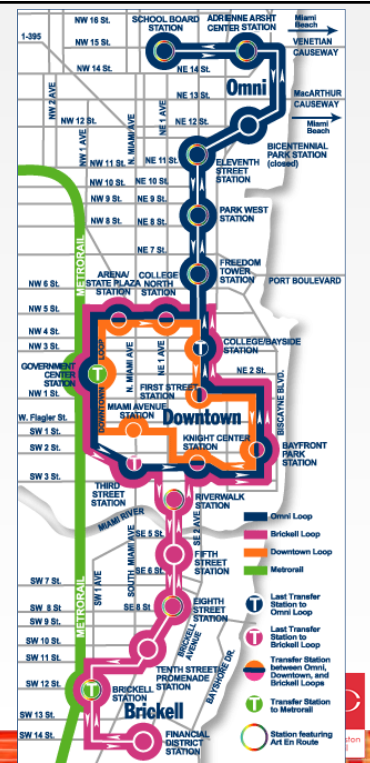 NW 16 St.
SCHOOL BOARD
STATION
ADRIENNE ARSHT
CENTER STATION
Miami
Beach
1-395
NW 15 St.
VENETIAN
CAUSEWAY
NW 14 St.
NE 14 St.
Omni
NW 2 AVE
NE 13 St.
MacARTHUR
CAUSEWAY
NW 12 St.
NW 1 AVE
N. MIAMI AVE
NE 1 AVE
NE 12 St.
Miami
Beach
BICENTENNIAL
PARK STATION
(closed)
NW 11 St.
NE 11 St.
ELEVENTH
STREET
STATION
NW 10 St.
NE 10 St.
NW 9 St.
NE 9 St.
PARK WEST
STATION
NW 8 St.
NE 8 St.
NE 7 St.
METRORAIL
FREEDOM
TOWER
STATION
ARENA/
STATE PLAZA
STATION
COLLEGE
NORTH
STATION
NW 6 St.
PORT BOULEVARD
NW 5 St.
NW 4 St.
NW 3 St.
COLLEGE/BAYSIDE
STATION
GOVERNMENT
CENTER
STATION
DOWNTOWN LOOP
N. MIAMI AVE
NE 1 AVE
NE 2 St.
NW 1 St.
FIRST STREET
STATION
BISCAYNE BLVD.
MIAMI AVENUE
STATION
Downtown
W. Flagler St.
SW 1 St.
SW 2 St.
KNIGHT CENTER
STATION
BAYFRONT
PARK
STATION
SW 3 St.
THIRD
STREET
STATION
RIVERWALK
STATION
MIAMI RIVER
SE 2 AVE
SE 5 St.
Omni Loop
Brickell Loop
Downtown Loop
Metrorail
FIFTH
STREET
STATION
SE 6 St.
SW 7 St.
SW 1 AVE
SOUTH MIAMI AVE
SW 8 St.
SE 8 St
EIGHTH
STREET
STATION
Last Transfer
Station to
Omni Loop
SW 9 St.
METRORAIL
SW 10 St.
BRICKELL
AVENUE
Last Transfer
Station to
Brickell Loop
SW 11 St.
TENTH STREET
PROMENADE
STATION
BAYSHORE DR.
Transfer Station
between Omni,
Downtown, and
Brickell Loops
SW 12 St.
BRICKELL
STATION
Brickell
Transfer Station
to Metrorail
SW 13 St.
SW 14 St.
FINANCIAL
DISTRICT
STATION
Station featuring
Art En Route